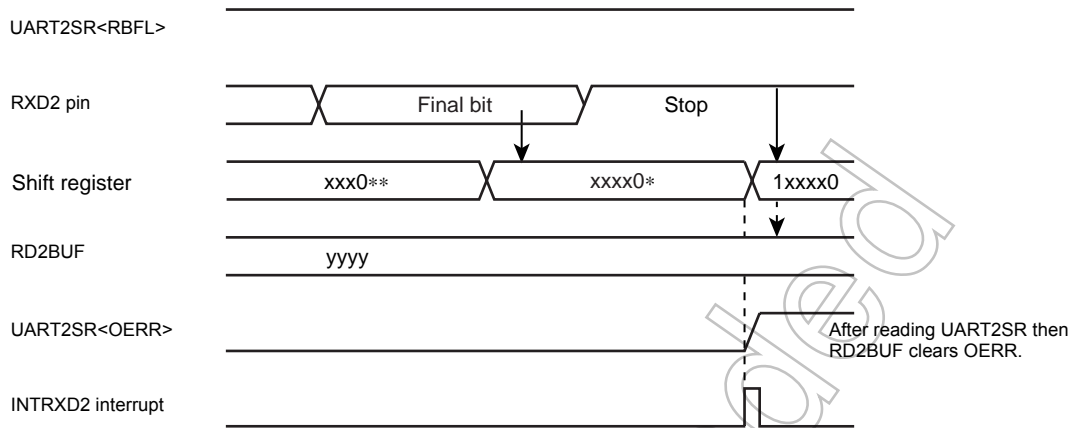 UART2SR<RBFL>
RXD2 pin
Final bit
Stop
Shift register
xxx0**
xxxx0*
1xxxx0
RD2BUF
yyyy
UART2SR<OERR>
After reading UART2SR then
RD2BUF clears OERR.
INTRXD2 interrupt
ded